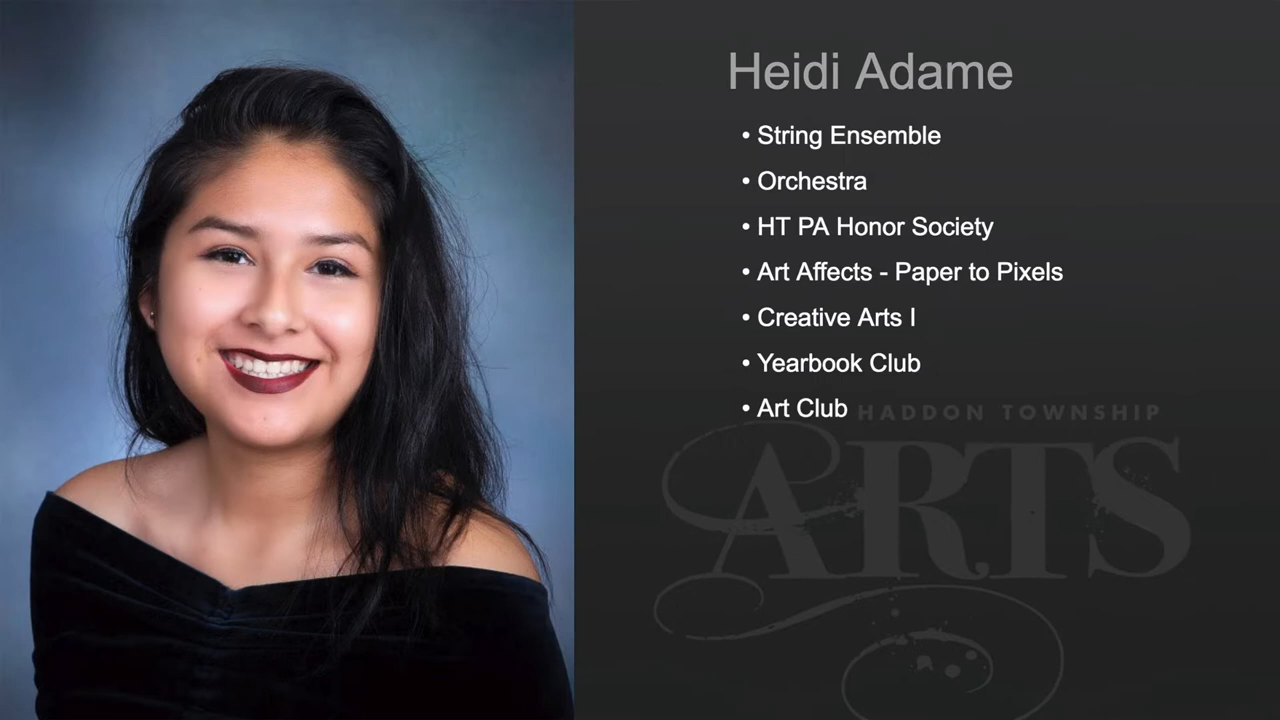 Heidi Adame
• String Ensemble
• Orchestra
• HT PA Honor Society
• Art Affects - Paper to Pixels
• Creative Arts I
• Yearbook Club
• Art Club
HADDON TOWNSHIP
ARTS